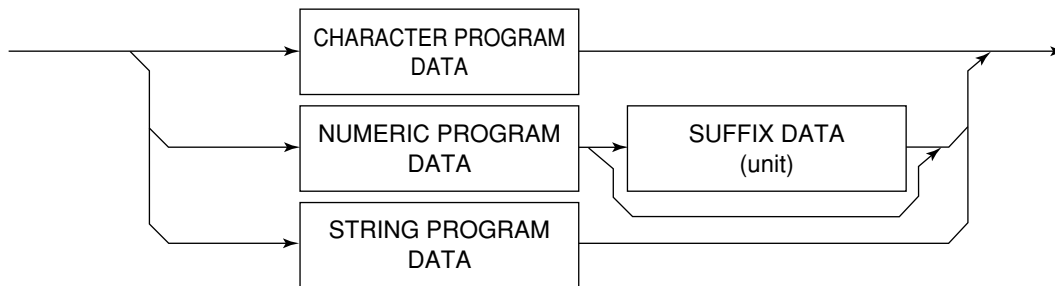 CHARACTER PROGRAM
DATA
NUMERIC PROGRAM
DATA
SUFFIX DATA
(unit)
STRING PROGRAM
DATA